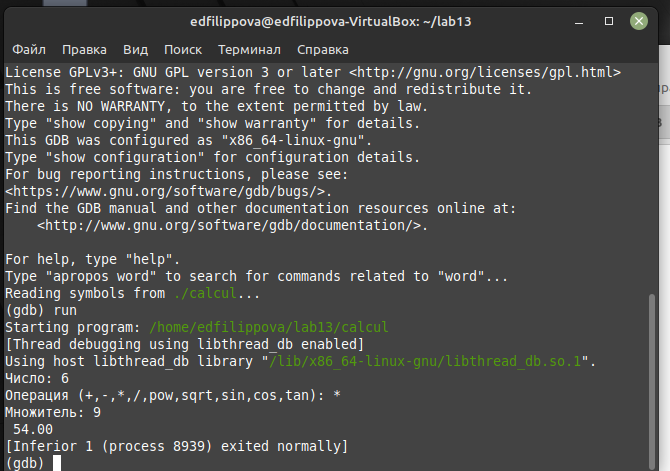 edfilippova@edfilippova-VirtualBox: ~/lab13
Файл Правка Вид Поиск Терминал Справка
License GPLv3+: GNU GPL version 3 or later <http://gnu.org/licenses/gpl.html>
This is free software: you are free to change and redistribute it.
There is NO WARRANTY, to the extent permitted by law.
Type "show copying" and "show warranty" for details.
This GDB was configured as "x86_64-linux-gnu".
Type "show configuration" for configuration details.
For bug reporting instructions, please see:
<https://www.gnu.org/software/gdb/bugs/>.
Find the GDB manual and other documentation resources online at:
    <http://www.gnu.org/software/gdb/documentation/>.

For help, type "help".
Type "apropos word" to search for commands related to "word"...
Reading symbols from ./calcul...
(gdb) run
Starting program: /home/edfilippova/lab13/calcul
[Thread debugging using libthread_db enabled]
Using host libthread_db library "/lib/x86_64-linux-gnu/libthread_db.so.1".
Число: 6
Операция (+,-,*,/,pow,sqrt,sin,cos,tan): *
Множитель: 9
 54.00
[Inferior 1 (process 8939) exited normally]
(gdb)